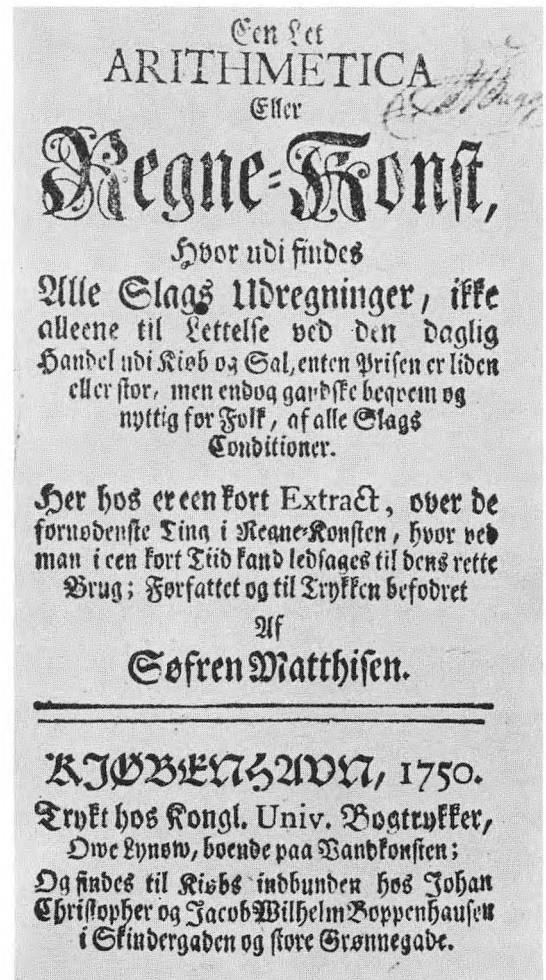 Een Let
ARITHMETICA
Eller
Regne-Konst,
Hvor udi findes
Alle Slags Udregninger, ikke
alleene til Lettelse ved den daglig
Handel udi Kiøb og Sal, enten Prisen er liden
eller stor, men endog gandske beqvem og
nyttig for Folk, af alle Slags
Conditioner.
Her hos er een kort Extract, over de
fornødenste Ting i Regne-Konsten, hvor ved
man i een kort Tiid kand ledsages til dens rette
Brug; Forfattet og til Trykken befodret
Af
Søfren Matthisen.
KJØBENHAVN, 1750.
Trykt hos Kongl. Univ. Bogtrykker,
Owe Lynow, boende paa Vandkonsten;
Og findes til Kiøbs indbunden hos Johan
Christopher og Jacob Wilhelm Boppenhausen
i Skindergaden og store Grønnegade.